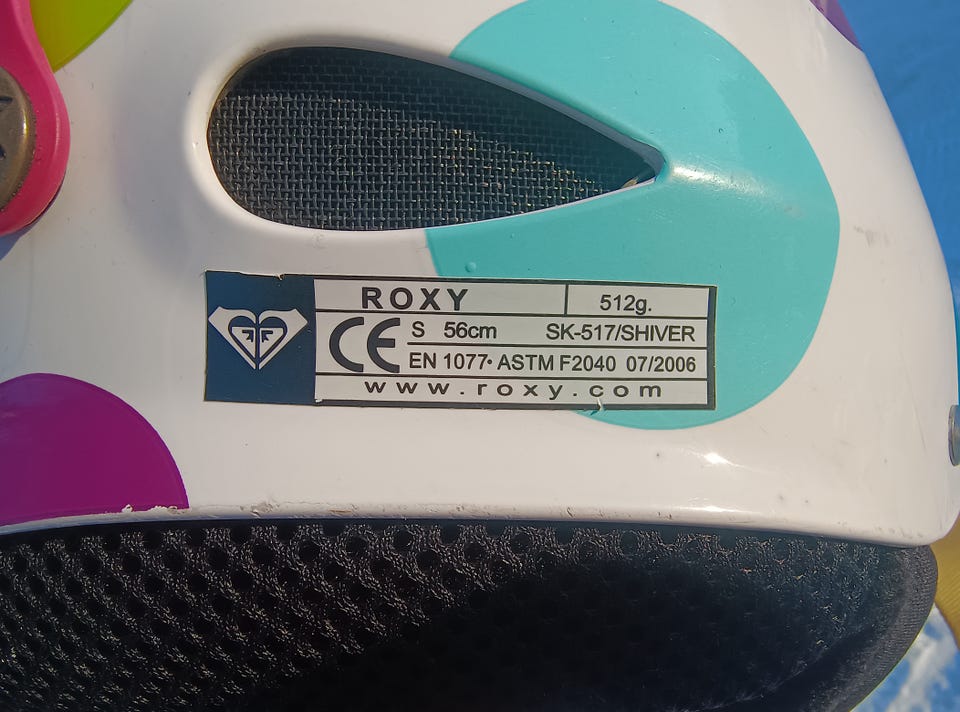 ROXY 512g.
CE S 56cm SK-517/SHIVER
EN 1077• ASTM F2040 07/2006
www.roxy.com